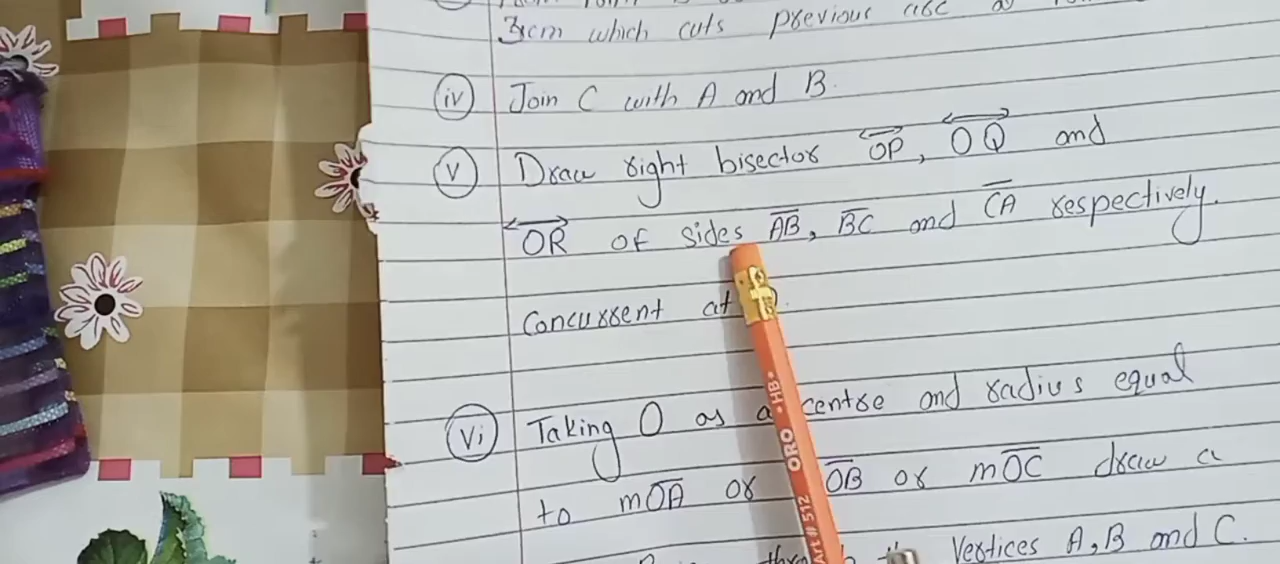 3cm which cuts previous arc
iv Join C with A and B.
v Draw right bisector OP, OQ and
OR of sides AB, BC and CA respectively.
Concurrent at
vi Taking O as a centre and radius equal
to mOA or OB or mOC draw a
vertices A, B and C.
ORO • HB •
Art # 512